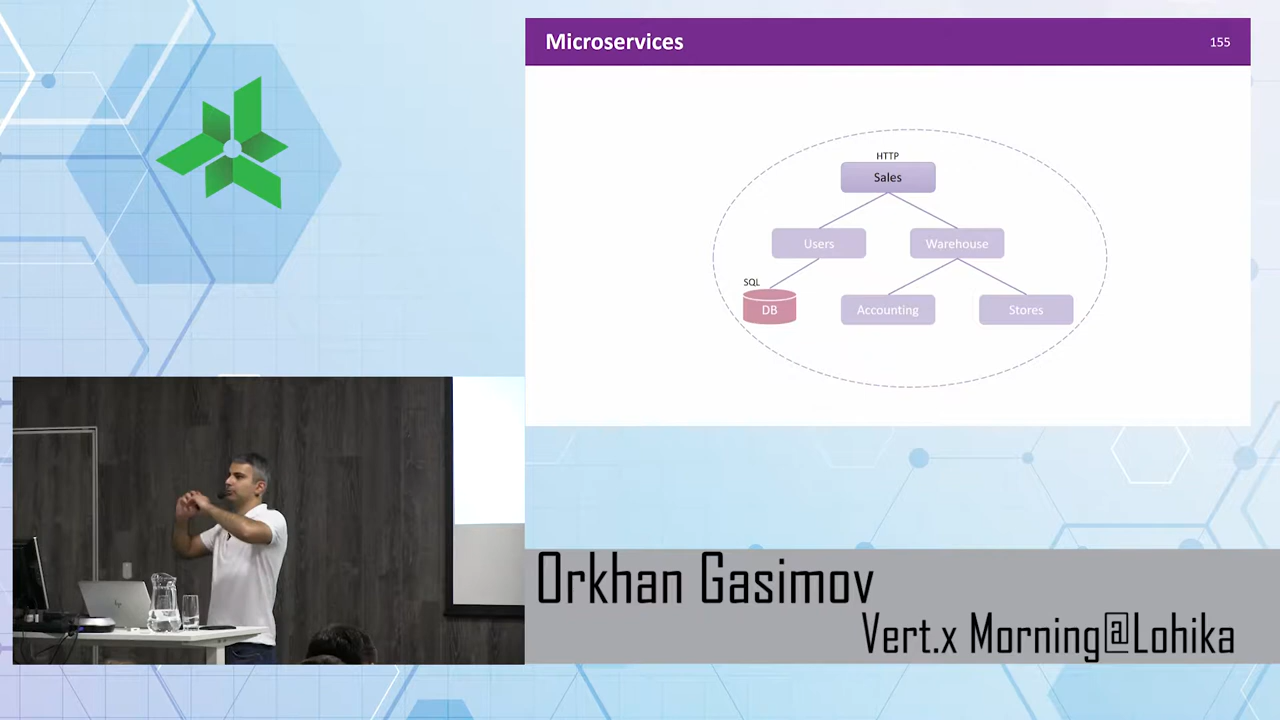 Microservices
155
HTTP
Sales
Users
Warehouse
SQL
DB
Accounting
Stores
Orkhan Gasimov
Vert.x Morning@Lohika